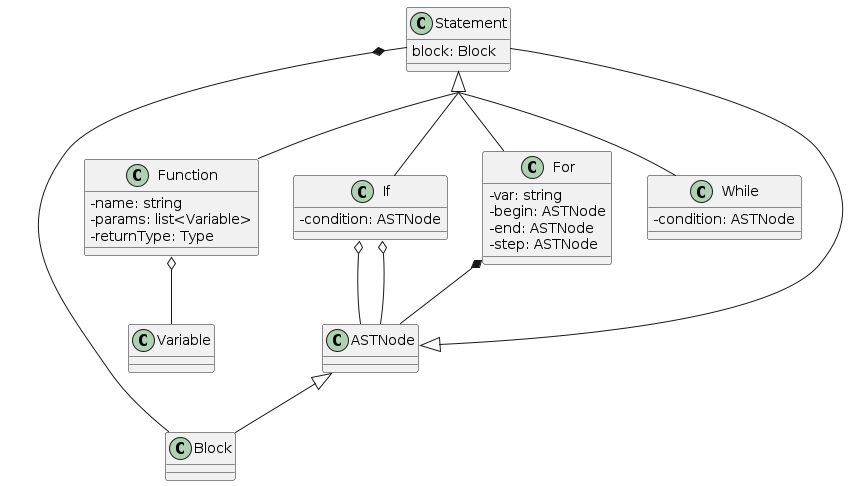 C Statement
block: Block
C Function
-name: string
-params: list<Variable>
-returnType: Type
C If
-condition: ASTNode
C For
-var: string
-begin: ASTNode
-end: ASTNode
-step: ASTNode
C While
-condition: ASTNode
C Variable
C ASTNode
C Block